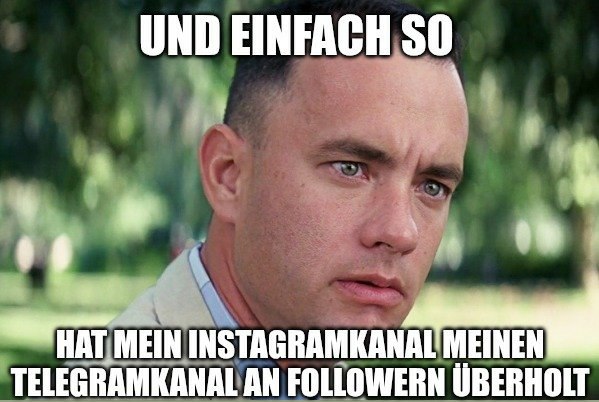 UND EINFACH SO
HAT MEIN INSTAGRAMKANAL MEINEN
TELEGRAMKANAL AN FOLLOWERN ÜBERHOLT